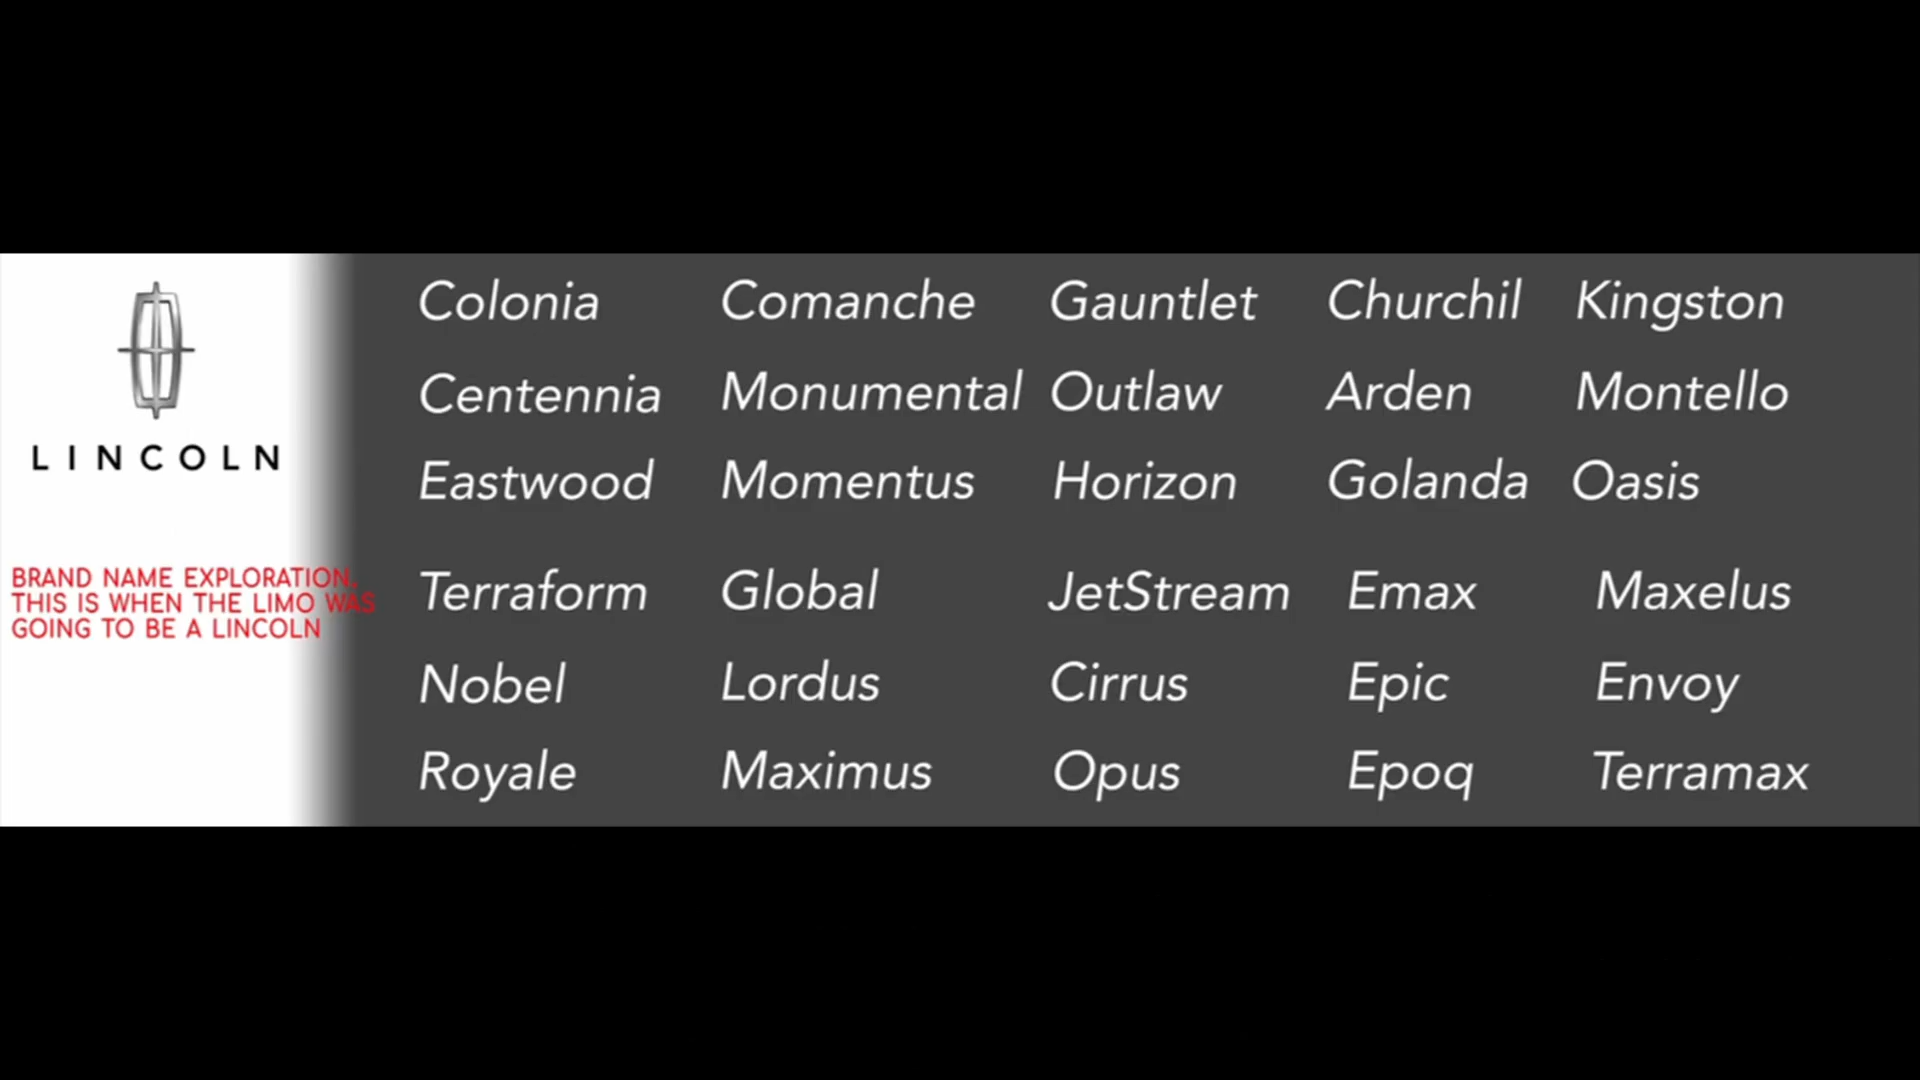 LINCOLN
BRAND NAME EXPLORATION,
THIS IS WHEN THE LIMO WAS
GOING TO BE A LINCOLN
Colonia Comanche Gauntlet Churchil Kingston
Centennia Monumental Outlaw Arden Montello
Eastwood Momentus Horizon Golanda Oasis
Terraform Global JetStream Emax Maxelus
Nobel Lordus Cirrus Epic Envoy
Royale Maximus Opus Epoq Terramax